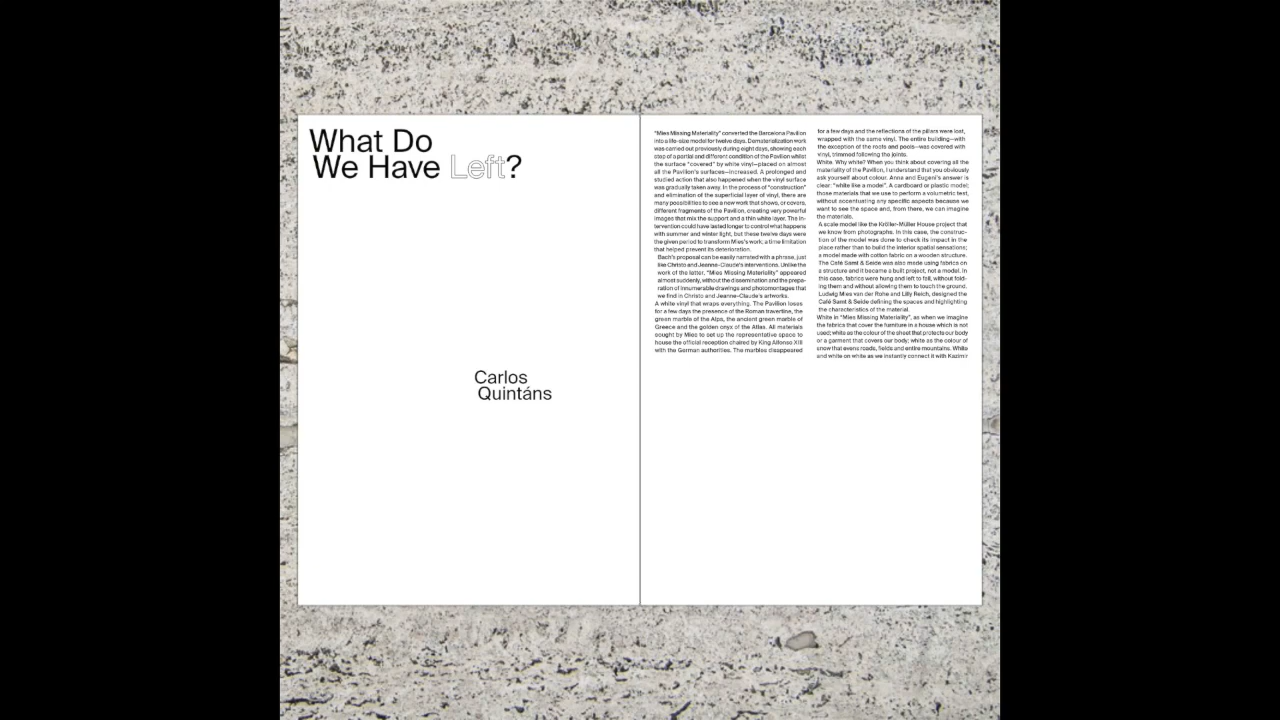 What Do
We Have Left?
Carlos
Quintáns
"Mies Missing Materiality" converted the Barcelona Pavilion
into a life-size model for twelve days. Dematerialization work
was carried out previously during eight days, showing each
step of a partial and different condition of the Pavilion whilst
the surface "covered" by white vinyl—placed on almost
all the Pavilion's surfaces—increased. A prolonged and
studied action that also happened when the vinyl surface
was gradually taken away. In the process of "construction"
and elimination of the superficial layer of vinyl, there are
many possibilities to see a new work that shows, or covers,
different fragments of the Pavilion, creating very powerful
images that mix the support and a thin white layer. The in-
tervention could have lasted longer to control what happens
with summer and winter light, but these twelve days were
the given period to transform Mies's work: a time limitation
that helped prevent its deterioration.
Bach's proposal can be easily narrated with a phrase, just
like Christo and Jeanne-Claude's interventions. Unlike the
work of the latter, "Mies Missing Materiality" appeared
almost suddenly, without the dissemination and the prepa-
ration of innumerable drawings and photomontages that
we find in Christo and Jeanne-Claude's artworks.
A white vinyl that wraps everything. The Pavilion loses
for a few days the presence of the Roman travertine, the
green marble of the Alps, the ancient green marble of
Greece and the golden onyx of the Atlas. All materials
sought by Mies to set up the representative space to
house the official reception chaired by King Alfonso XIII
with the German authorities. The marbles disappeared
for a few days and the reflections of the pillars were lost,
wrapped with the same vinyl. The entire building—with
the exception of the roofs and pools—was covered with
vinyl, trimmed following the joints.
White. Why white? When you think about covering all the
materiality of the Pavilion, I understand that you obviously
ask yourself about colour. Anna and Eugeni's answer is
clear: "white like a model". A cardboard or plastic model;
those materials that we use to perform a volumetric test,
without accentuating any specific aspects because we
want to see the space and, from there, we can imagine
the materials.
A scale model like the Kröller-Müller House project that
we know from photographs. In this case, the construc-
tion of the model was done to check its impact in the
place rather than to build the interior spatial sensations;
a model made with cotton fabric on a wooden structure.
The Café Samt & Seide was also made using fabrics on
a structure and it became a built project, not a model. In
this case, fabrics were hung and left to fall, without fold-
ing them and without allowing them to touch the ground.
Ludwig Mies van der Rohe and Lilly Reich, designed the
Café Samt & Seide defining the spaces and highlighting
the characteristics of the material.
White in "Mies Missing Materiality", as when we imagine
the fabrics that cover the furniture in a house which is not
used; white as the colour of the sheet that protects our body
or a garment that covers our body; white as the colour of
snow that evens roads, fields and entire mountains. White
and white on white as we instantly connect it with Kazimir